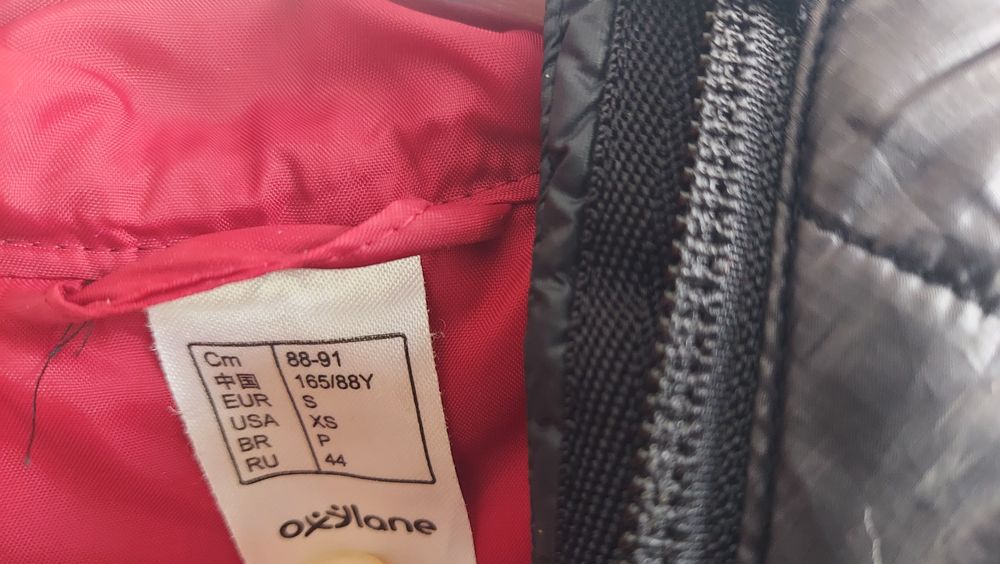 Cm 88-91
中国 165/88Y
EUR S
USA XS
BR P
RU 44
oxylane